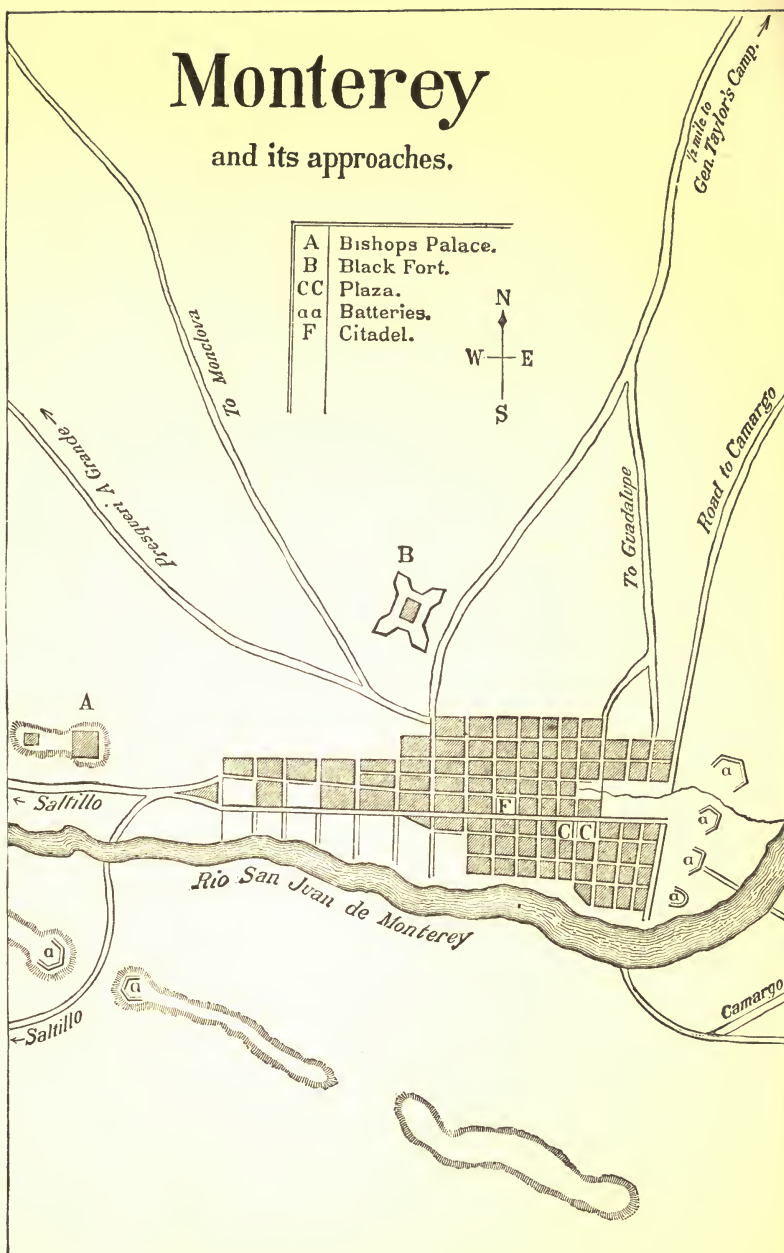 Monterey
and its approaches.
A Bishops Palace.
B Black Fort.
CC Plaza.
aa Batteries.
F Citadel.
N
W E
S
½ mile to
Gen. Taylor's Camp.
To Monclova
Presqueri A Grande
Road to Camargo
To Guadalupe
B
A
a
← Saltillo
F
a
C C
a
a
Rio San Juan de Monterey
a
a
Camargo
← Saltillo